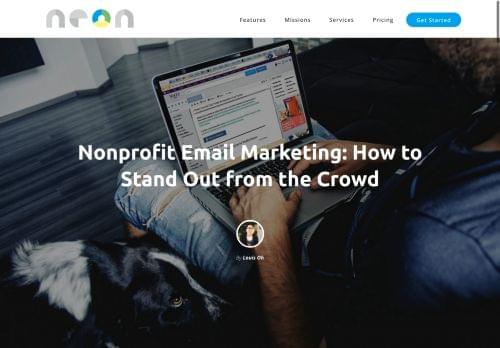 neon
Features
Missions
Services
Pricing
Get Started
Nonprofit Email Marketing: How to
Stand Out from the Crowd
By Louis Oh